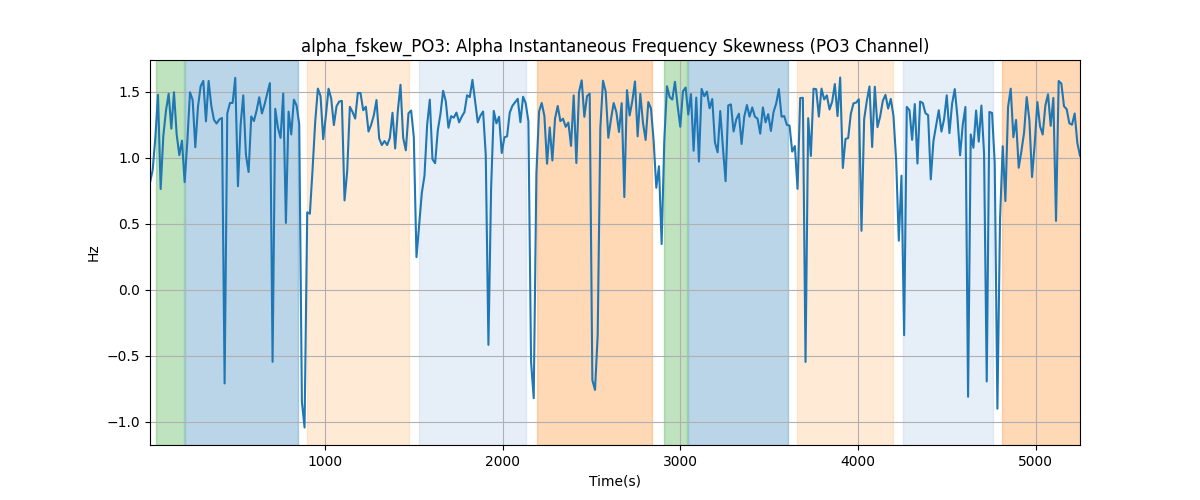 alpha_fskew_PO3: Alpha Instantaneous Frequency Skewness (PO3 Channel)
1.5
1.0
0.5
0.0
−0.5
−1.0
Hz
1000 2000 3000 4000 5000
Time(s)